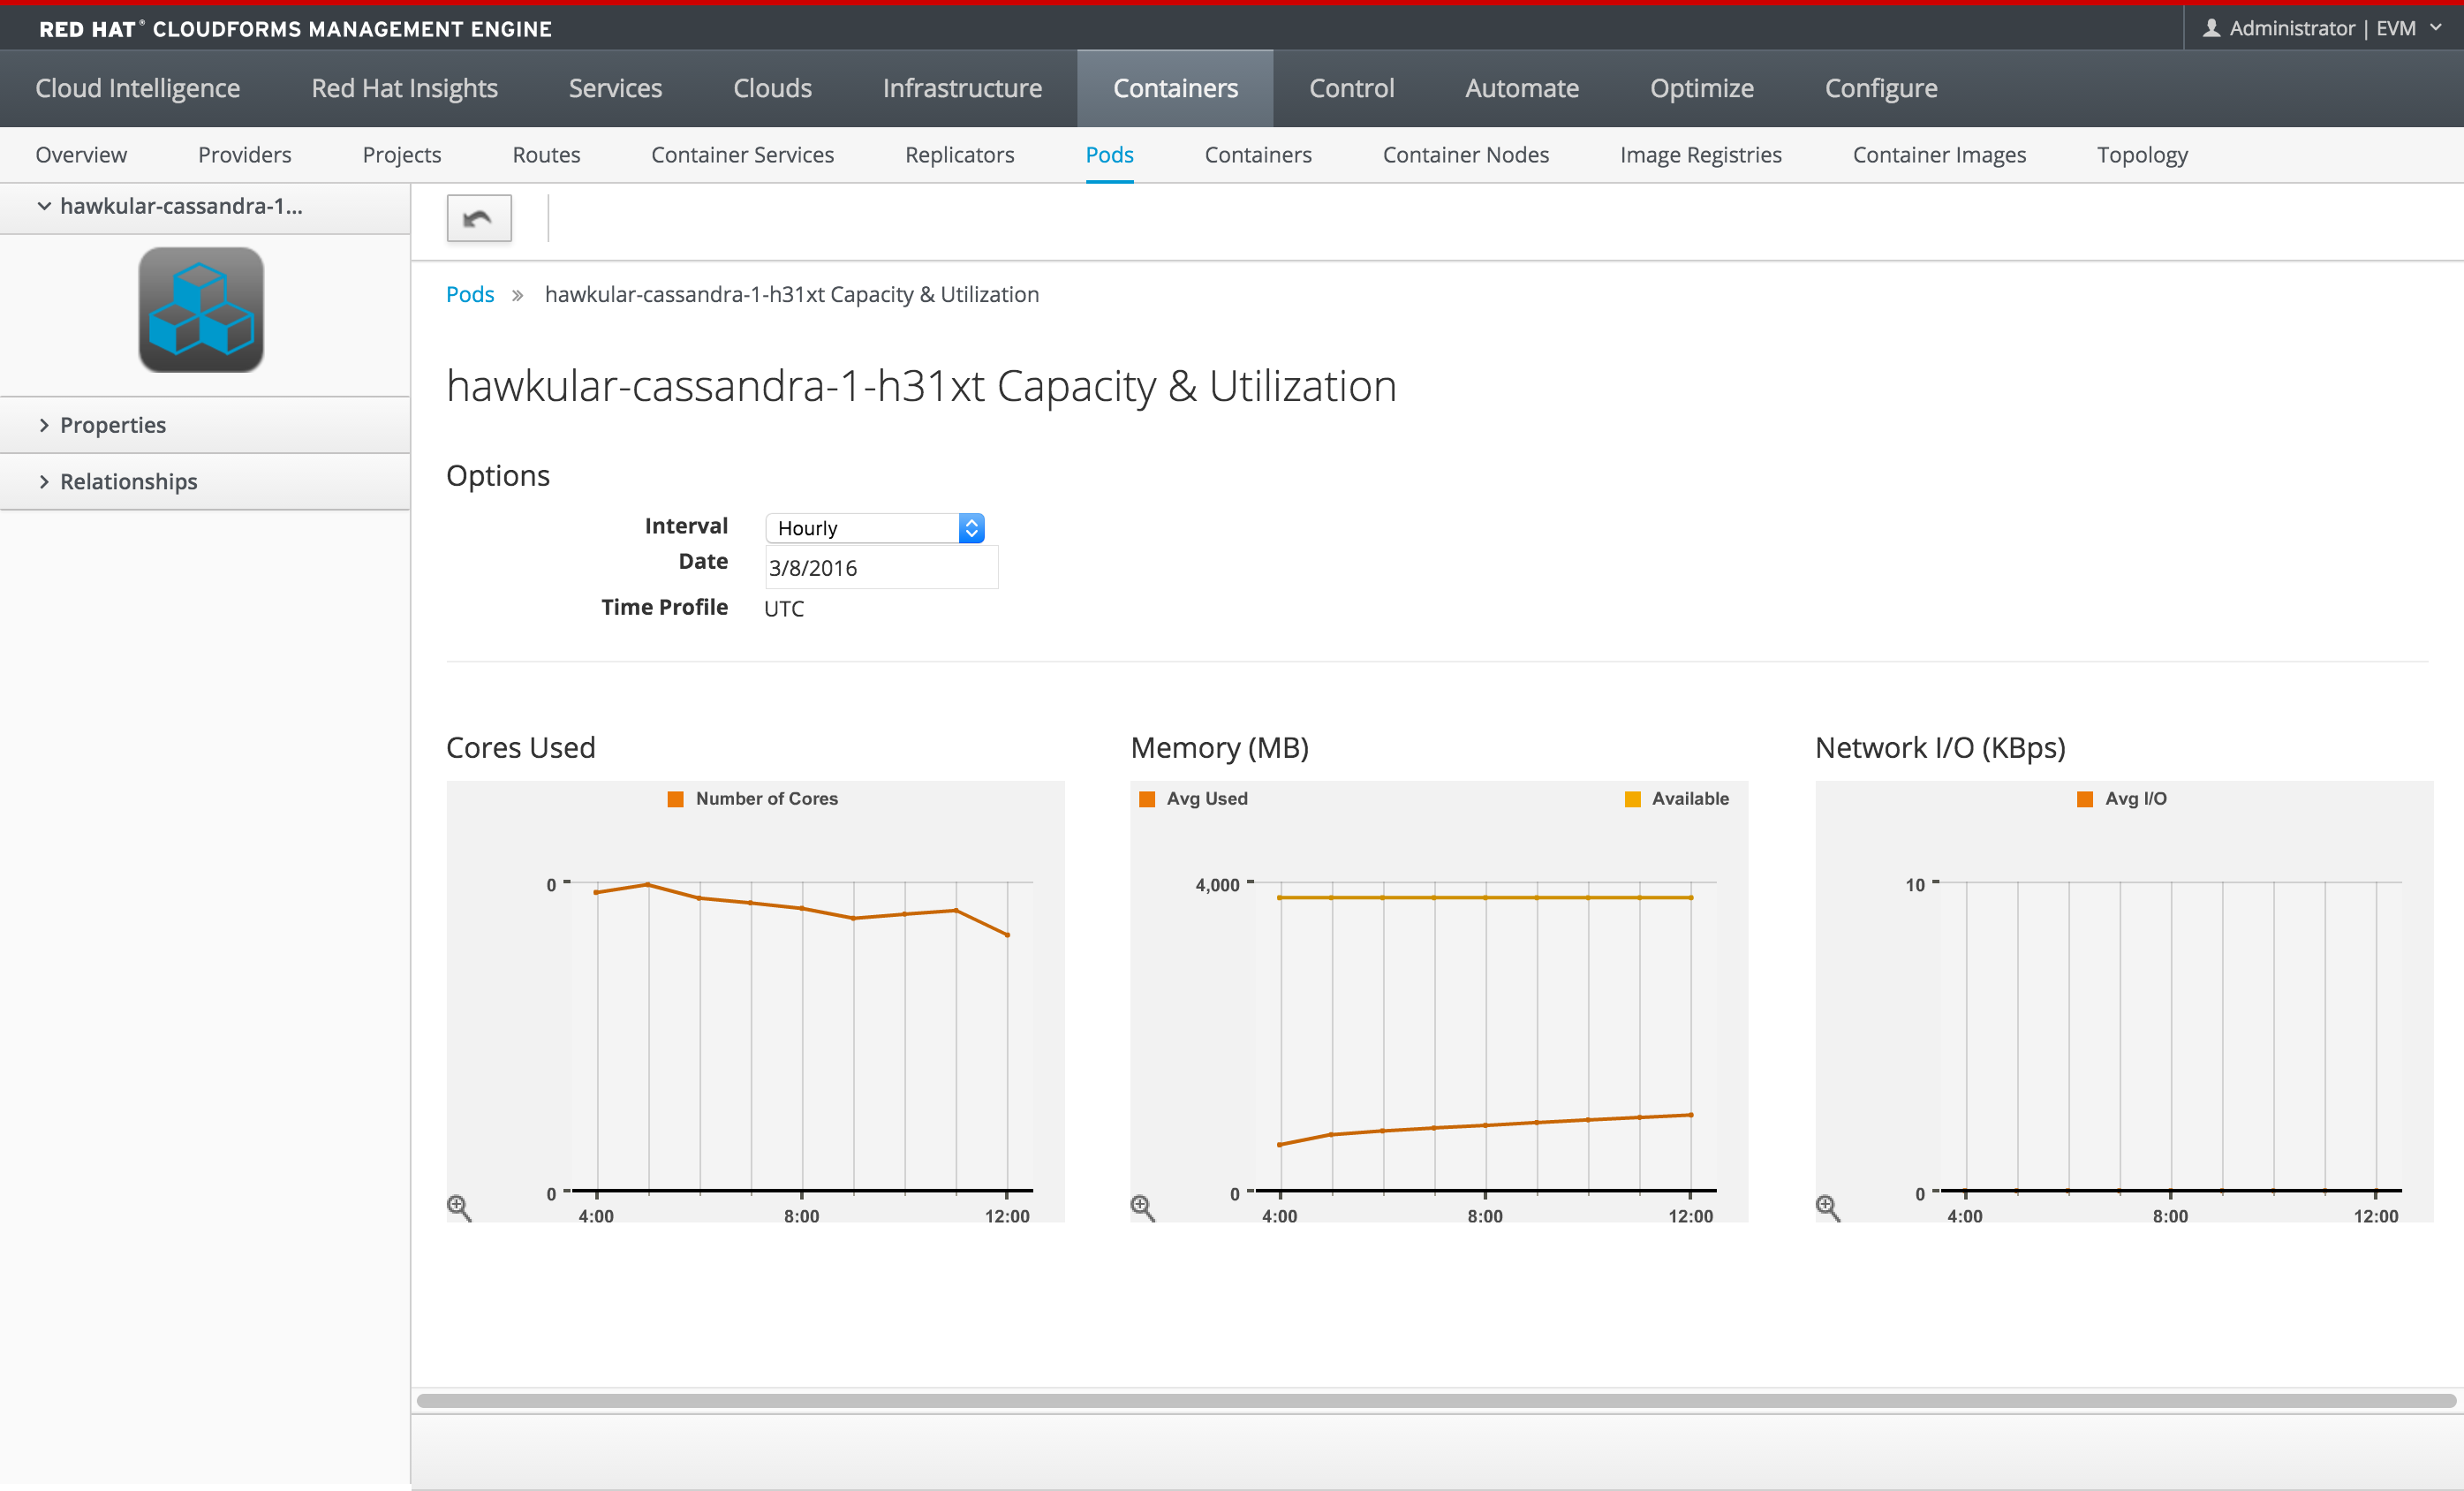 RED HAT® CLOUDFORMS MANAGEMENT ENGINE
Administrator | EVM
Cloud Intelligence Red Hat Insights Services Clouds Infrastructure Containers Control Automate Optimize Configure
Overview Providers Projects Routes Container Services Replicators Pods Containers Container Nodes Image Registries Container Images Topology
hawkular-cassandra-1...
Properties
Relationships
Pods » hawkular-cassandra-1-h31xt Capacity & Utilization
hawkular-cassandra-1-h31xt Capacity & Utilization
Options
Interval Hourly
Date 3/8/2016
Time Profile UTC
Cores Used
Number of Cores
0
0
4:00 8:00 12:00
Memory (MB)
Avg Used Available
4,000
0
4:00 8:00 12:00
Network I/O (KBps)
Avg I/O
10
0
4:00 8:00 12:00